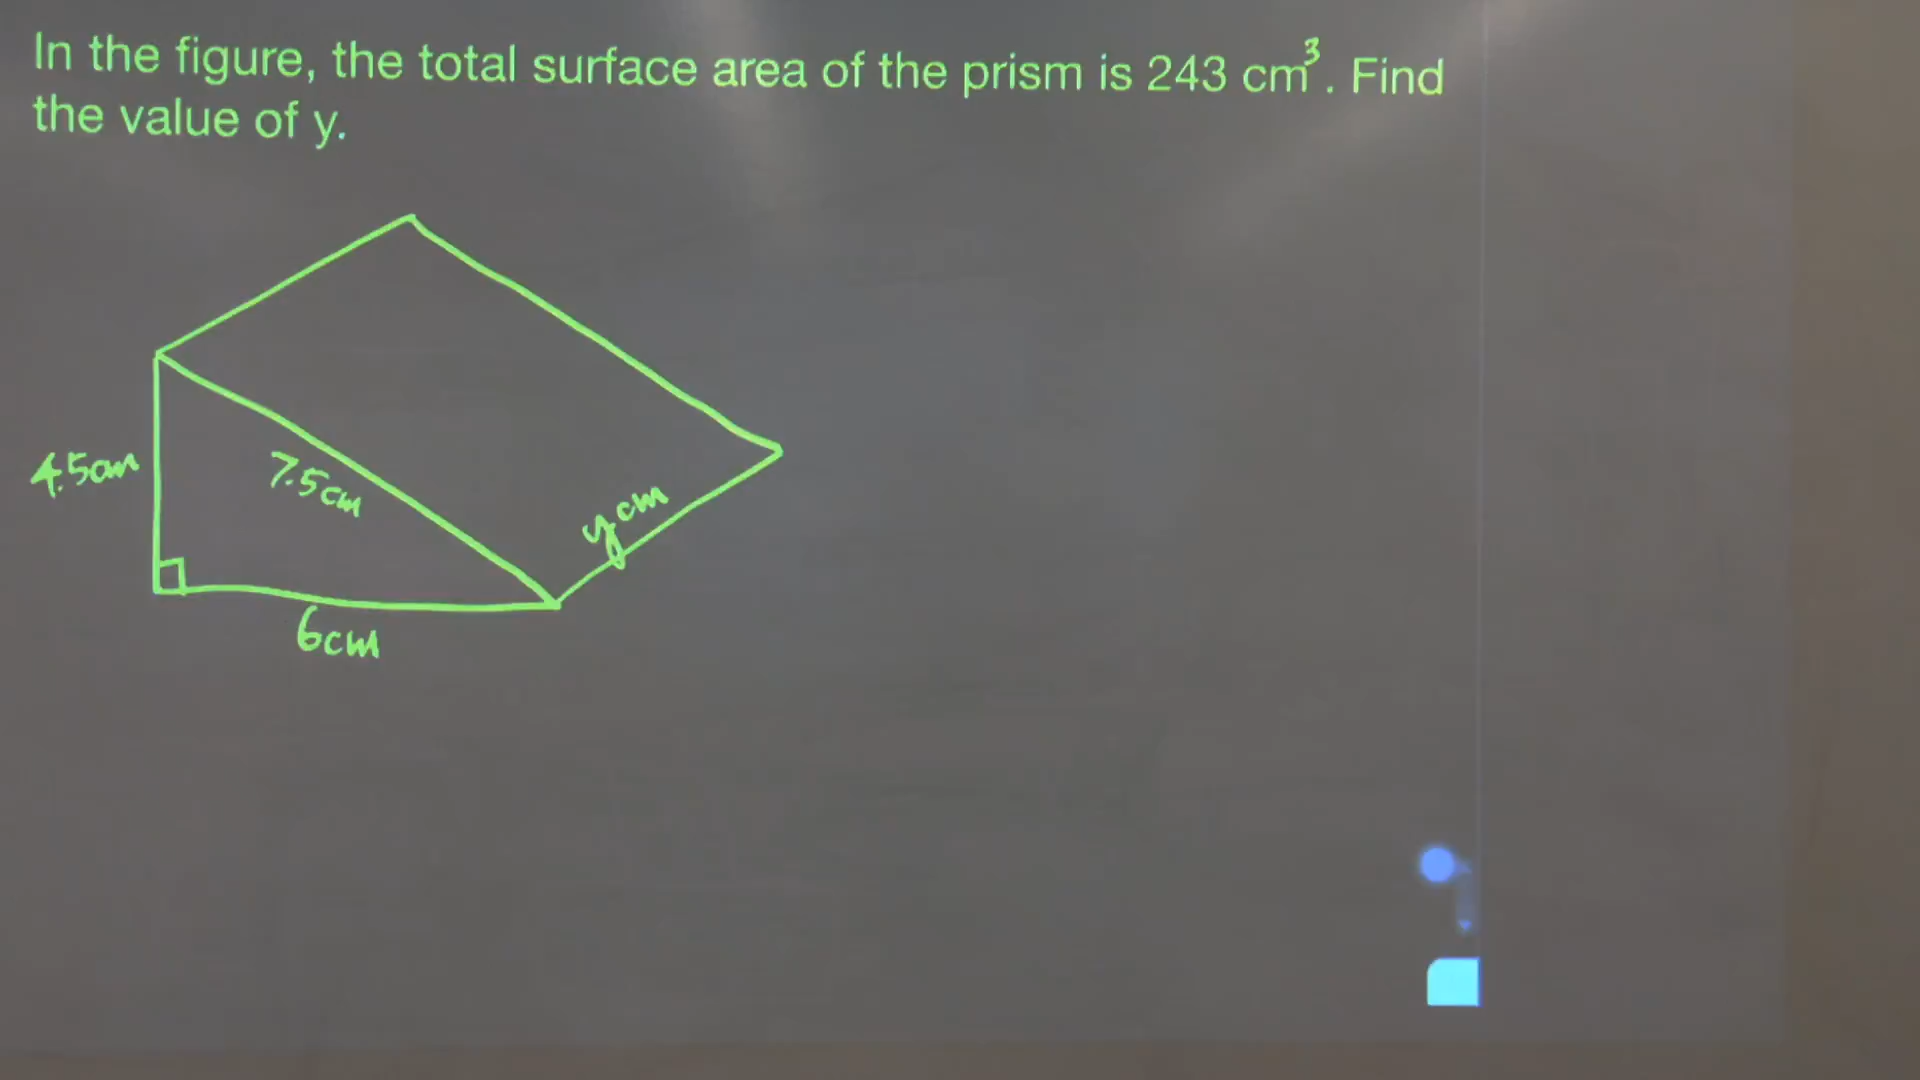 In the figure, the total surface area of the prism is 243 cm³. Find
the value of y.
4.5cm
7.5cm
y cm
6cm